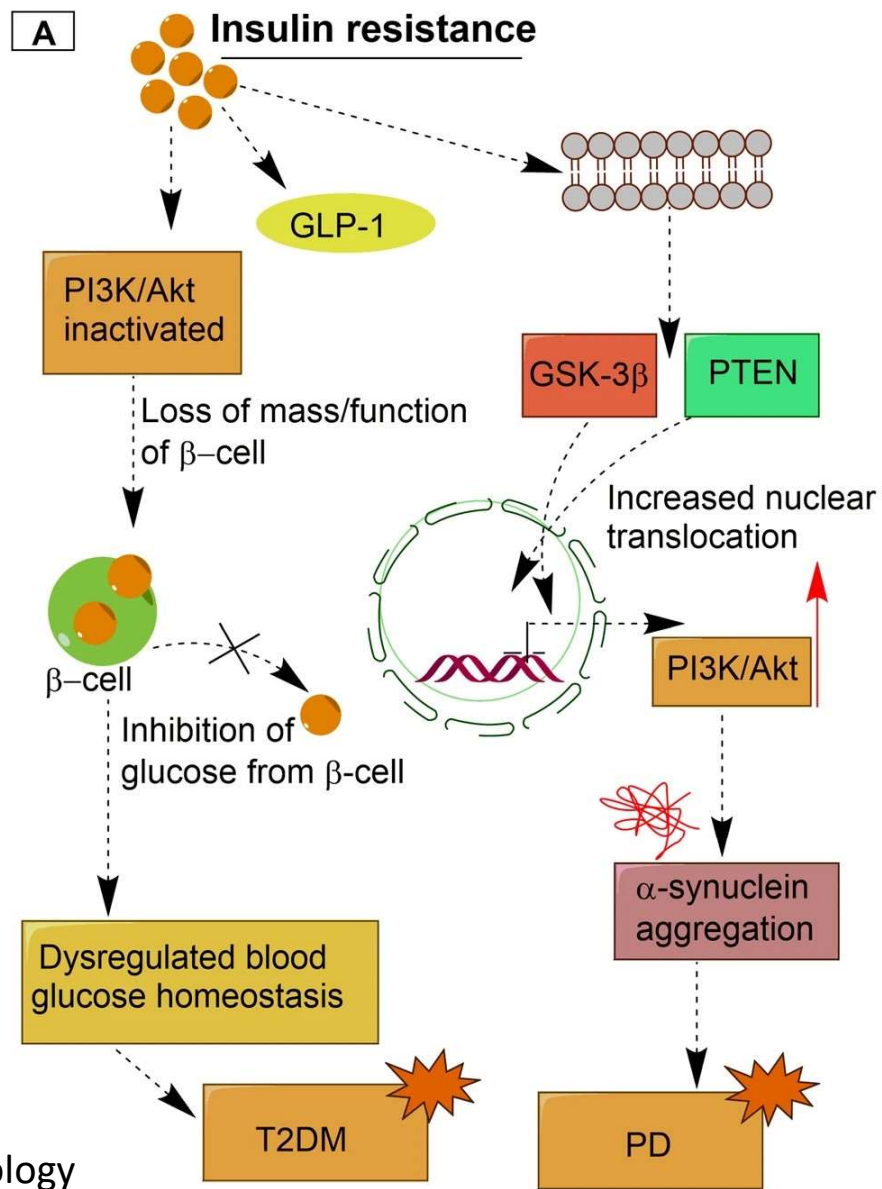 A
Insulin resistance
GLP-1
PI3K/Akt
inactivated
GSK-3β
PTEN
Loss of mass/function
of β–cell
Increased nuclear
translocation
β–cell
PI3K/Akt
Inhibition of
glucose from β-cell
α-synuclein
aggregation
Dysregulated blood
glucose homeostasis
T2DM
PD
ology